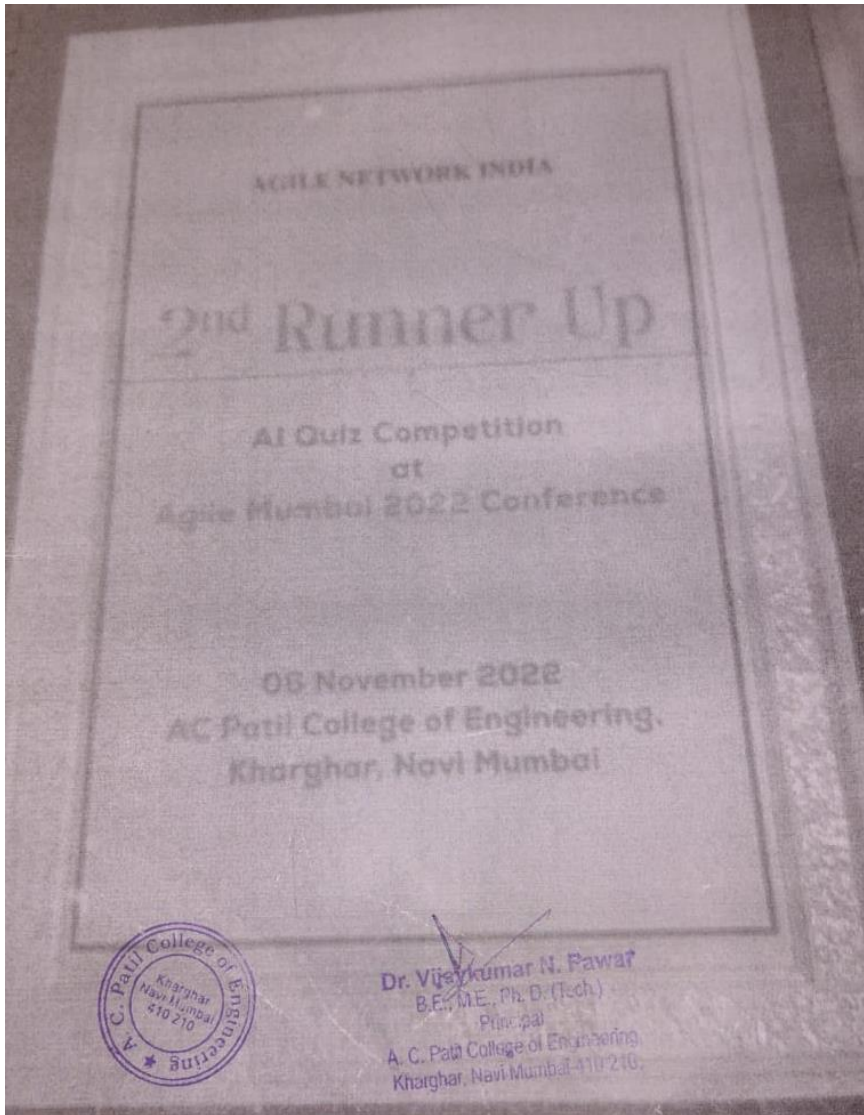 AGILE NETWORK INDIA
2nd Runner Up
AI Quiz Competition
at
Agile Mumbai 2022 Conference
November 2022
AC Patil College of Engineering,
Kharghar, Navi Mumbai
A. C. Patil College of Engineering ★
Kharghar
Navi Mumbai
410 210
Dr. Vijaykumar N. Pawar
B.E., M.E., Ph. D. (Tech.)
Principal
A. C. Patil College of Engineering,
Kharghar, Navi Mumbai-410 210.